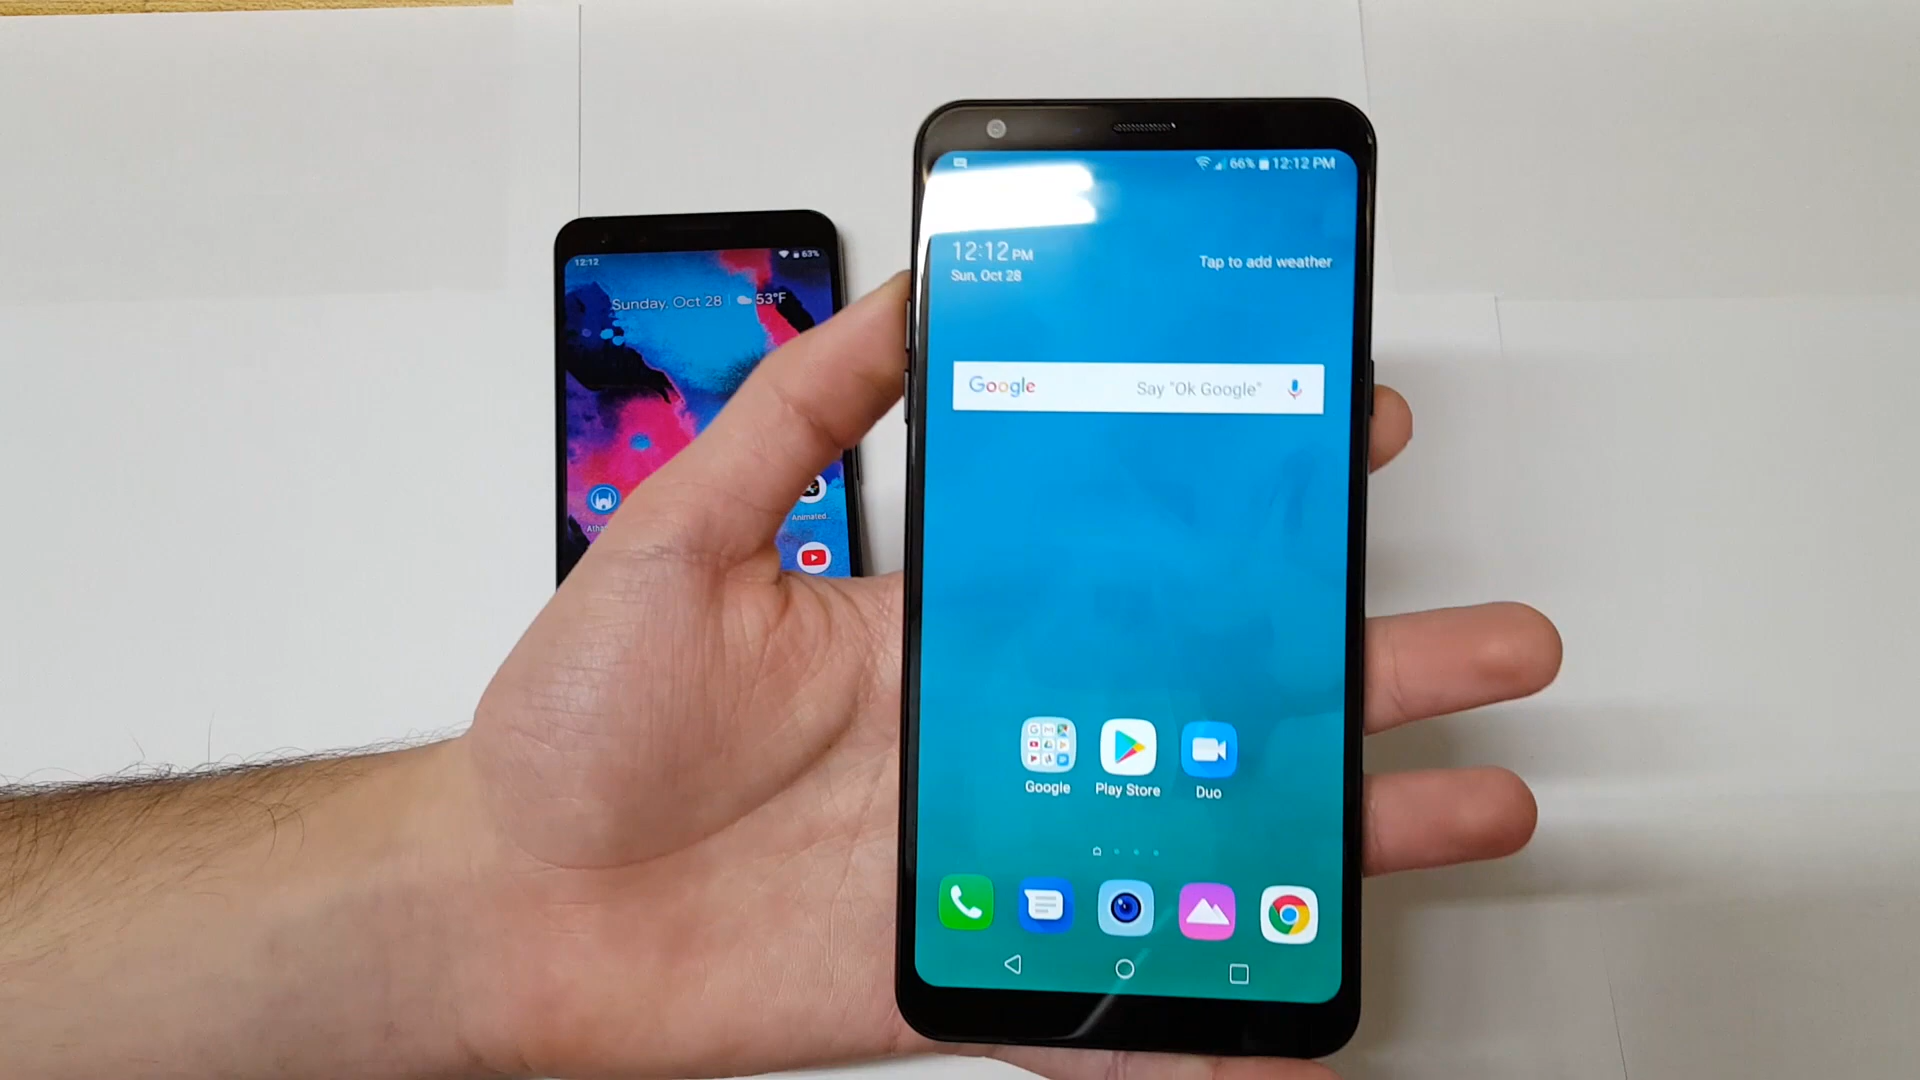 12:12
63%
Sunday, Oct 28
53°F
Animated..
66%
12:12 PM
12:12 PM
Sun, Oct 28
Tap to add weather
Google
Say "Ok Google"
Google
Play Store
Duo